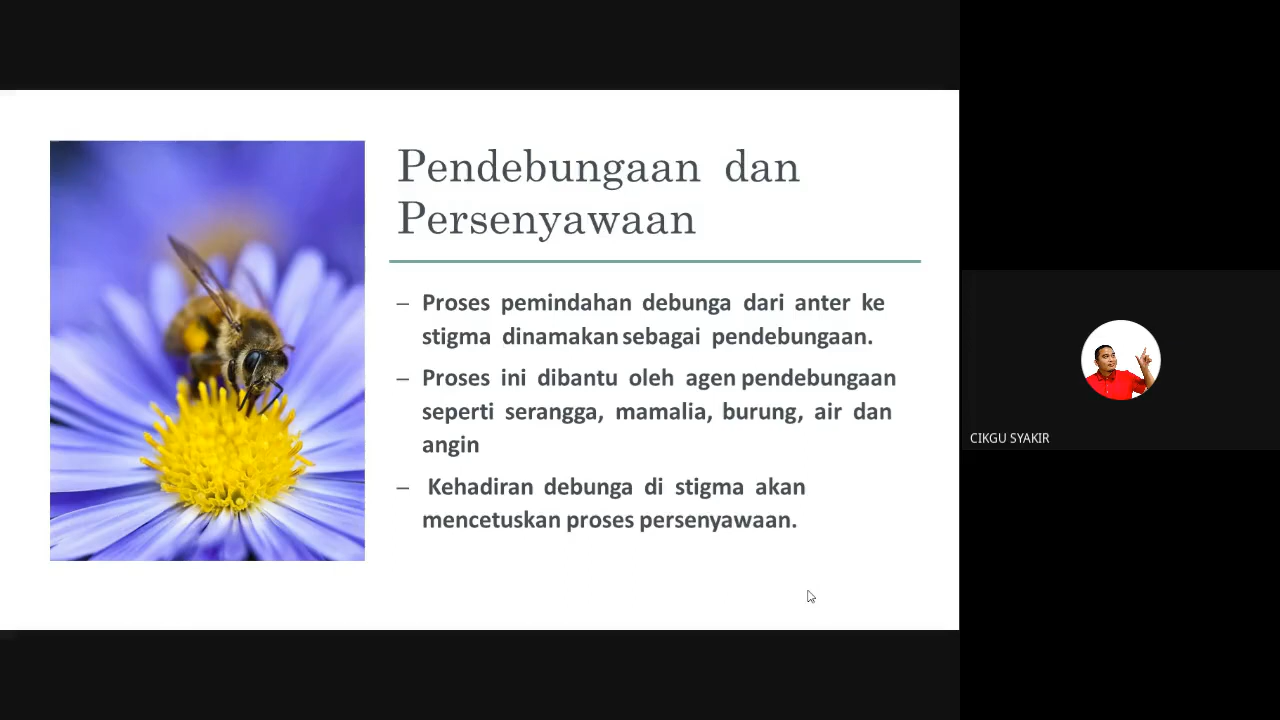 Pendebungaan dan
Persenyawaan
– Proses pemindahan debunga dari anter ke
stigma dinamakan sebagai pendebungaan.
– Proses ini dibantu oleh agen pendebungaan
seperti serangga, mamalia, burung, air dan
angin
– Kehadiran debunga di stigma akan
mencetuskan proses persenyawaan.
CIKGU SYAKIR